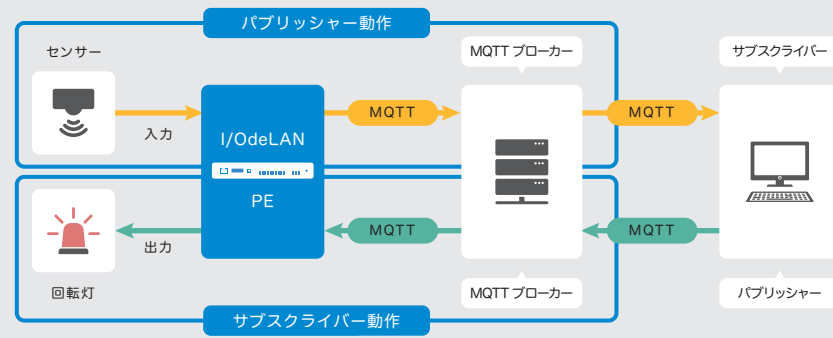 パブリッシャー動作
センサー
MQTT ブローカー
サブスクライバー
入力
I/OdeLAN
PE
MQTT
MQTT
出力
MQTT
MQTT
回転灯
MQTT ブローカー
パブリッシャー
サブスクライバー動作